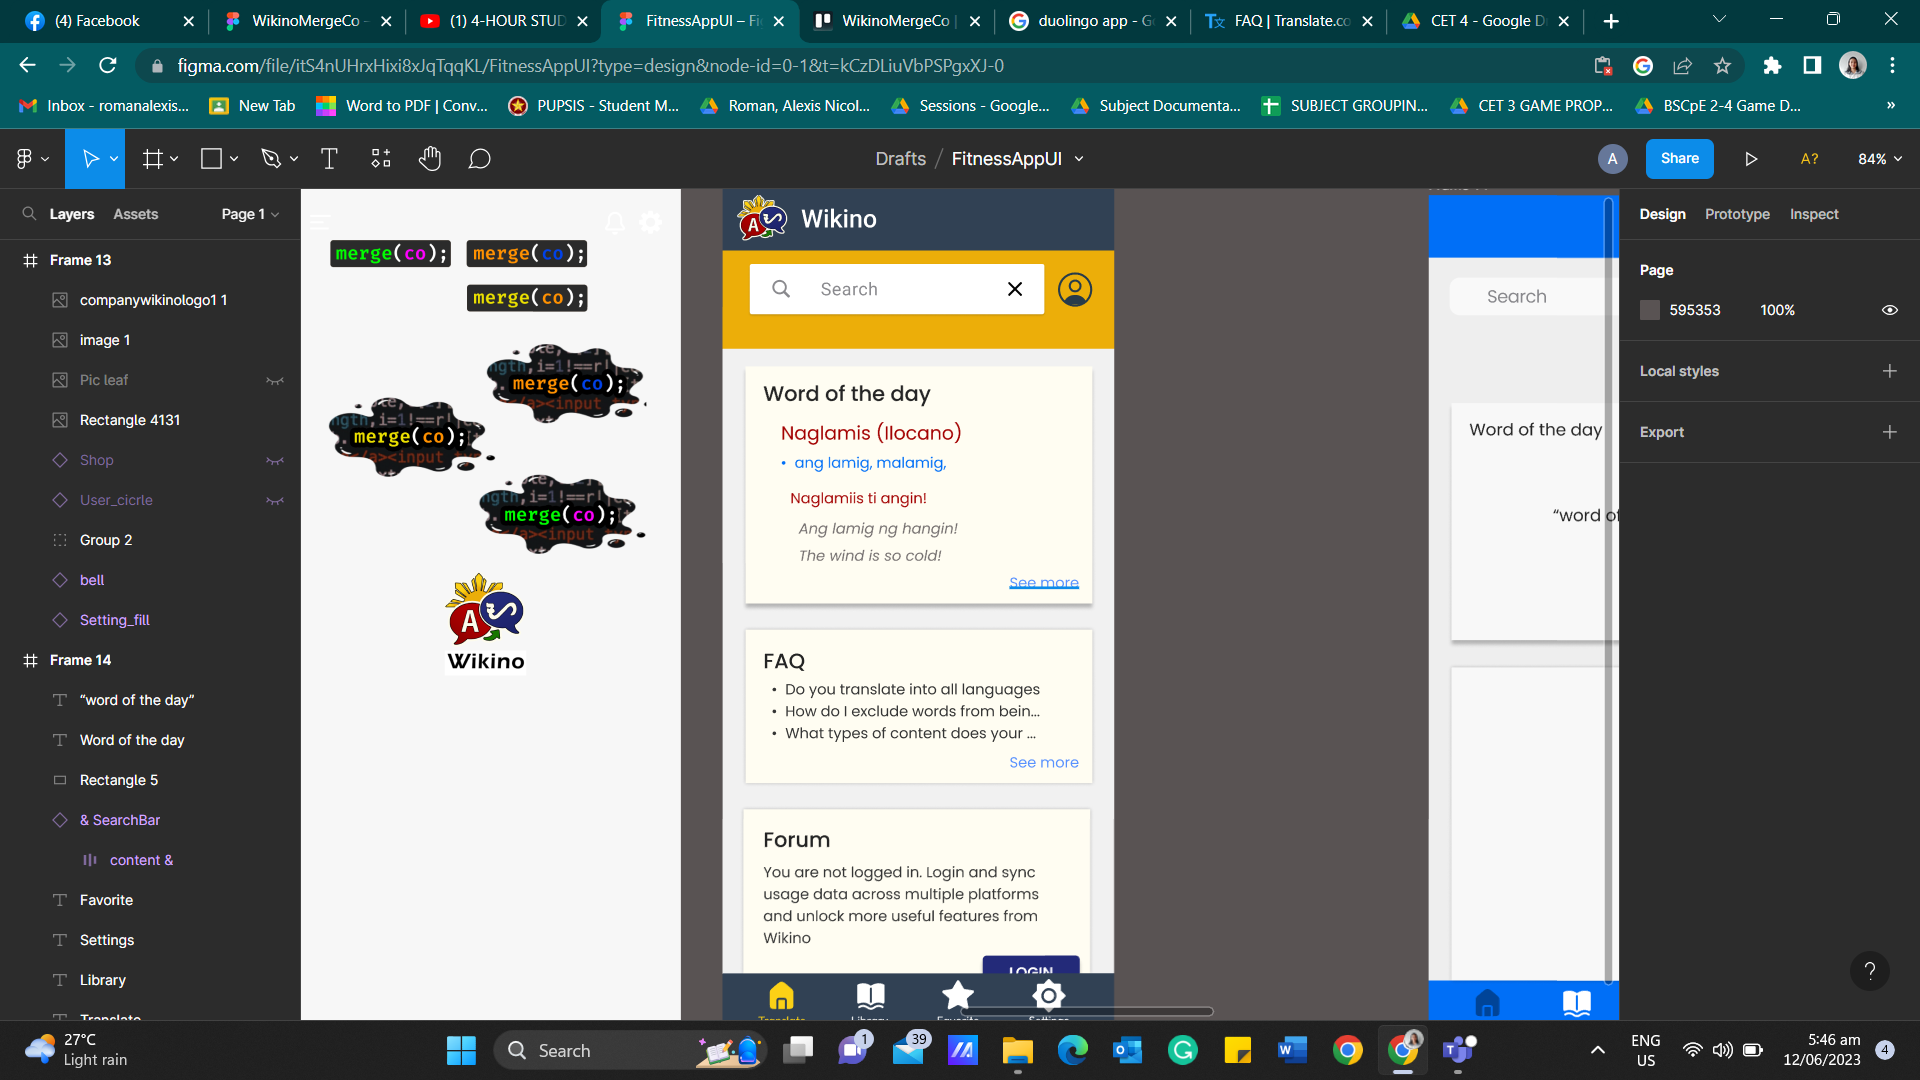 (4) Facebook
WikinoMergeCo -
(1) 4-HOUR STUD
FitnessAppUI – Fi
WikinoMergeCo |
duolingo app - G
FAQ | Translate.co
CET 4 - Google D
figma.com/file/itS4nUHrxHixi8xJqTqqKL/FitnessAppUI?type=design&node-id=0-1&t=kCzDLiuVbPSPgxXJ-0
Inbox - romanalexis...
New Tab
Word to PDF | Conv...
PUPSIS - Student M...
Roman, Alexis Nicol...
Sessions - Google...
Subject Documenta...
SUBJECT GROUPIN...
CET 3 GAME PROP...
BSCpE 2-4 Game D...
»
Drafts / FitnessAppUI
A
Share
A?
84%
Layers
Assets
Page 1
Frame 13
companywikinologo1 1
image 1
Pic leaf
Rectangle 4131
Shop
User_cicrle
Group 2
bell
Setting_fill
Frame 14
“word of the day”
Word of the day
Rectangle 5
& SearchBar
content &
Favorite
Settings
Library
Translate
merge(co);
merge(co);
merge(co);
merge(co);
merge(co);
merge(co);
Wikino
Wikino
Search
Word of the day
Naglamis (Ilocano)
• ang lamig, malamig,
Naglamiis ti angin!
Ang lamig ng hangin!
The wind is so cold!
See more
FAQ
• Do you translate into all languages
• How do I exclude words from bein...
• What types of content does your ...
See more
Forum
You are not logged in. Login and sync
usage data across multiple platforms
and unlock more useful features from
Wikino
LOGIN
Translate
Library
Favorite
Settings
Search
Word of the day
“word of
Design
Prototype
Inspect
Page
595353
100%
Local styles
Export
?
27°C
Light rain
Search
1
39
ENG
US
5:46 am
12/06/2023
4